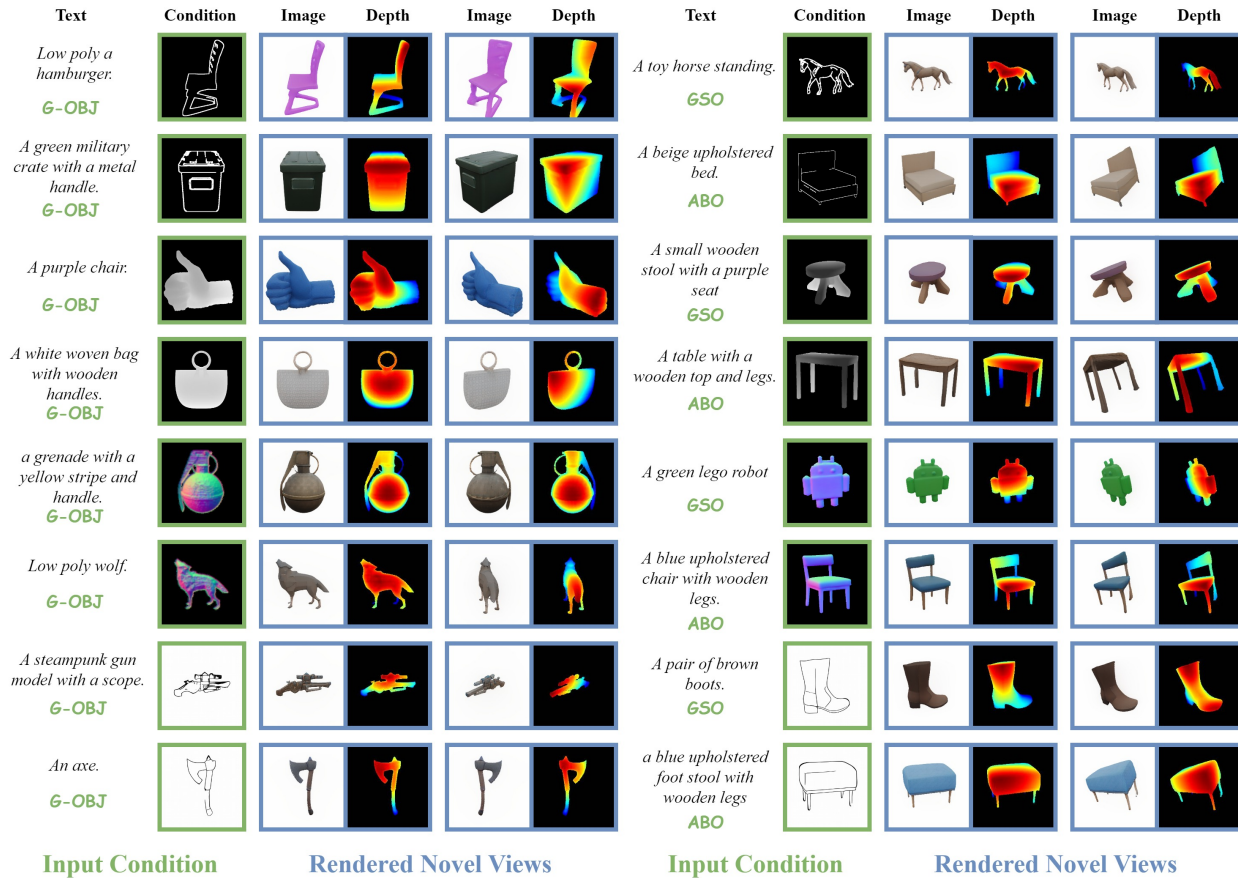 Text Condition Image Depth Image Depth Text Condition Image Depth Image Depth
Low poly a
hamburger.
G-OBJ
A toy horse standing.
GSO
A green military
crate with a metal
handle.
G-OBJ
A beige upholstered
bed.
ABO
A purple chair.
G-OBJ
A small wooden
stool with a purple
seat
GSO
A white woven bag
with wooden
handles.
G-OBJ
A table with a
wooden top and legs.
ABO
a grenade with a
yellow stripe and
handle.
G-OBJ
A green lego robot
GSO
Low poly wolf.
G-OBJ
A blue upholstered
chair with wooden
legs.
ABO
A steampunk gun
model with a scope.
G-OBJ
A pair of brown
boots.
GSO
An axe.
G-OBJ
a blue upholstered
foot stool with
wooden legs
ABO
Input Condition Rendered Novel Views Input Condition Rendered Novel Views